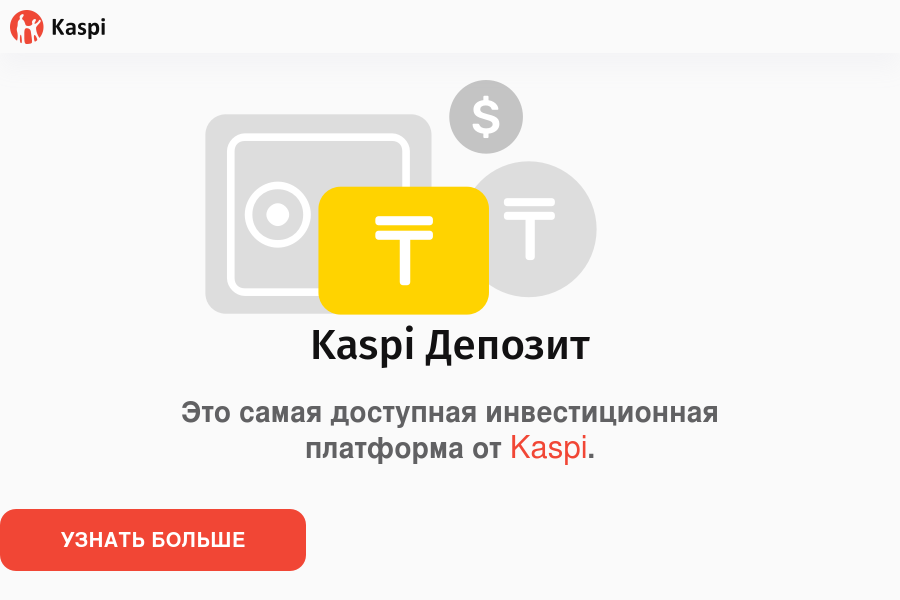 Kaspi
$
₸
₸
Kaspi Депозит
Это самая доступная инвестиционная
платформа от Kaspi.
УЗНАТЬ БОЛЬШЕ